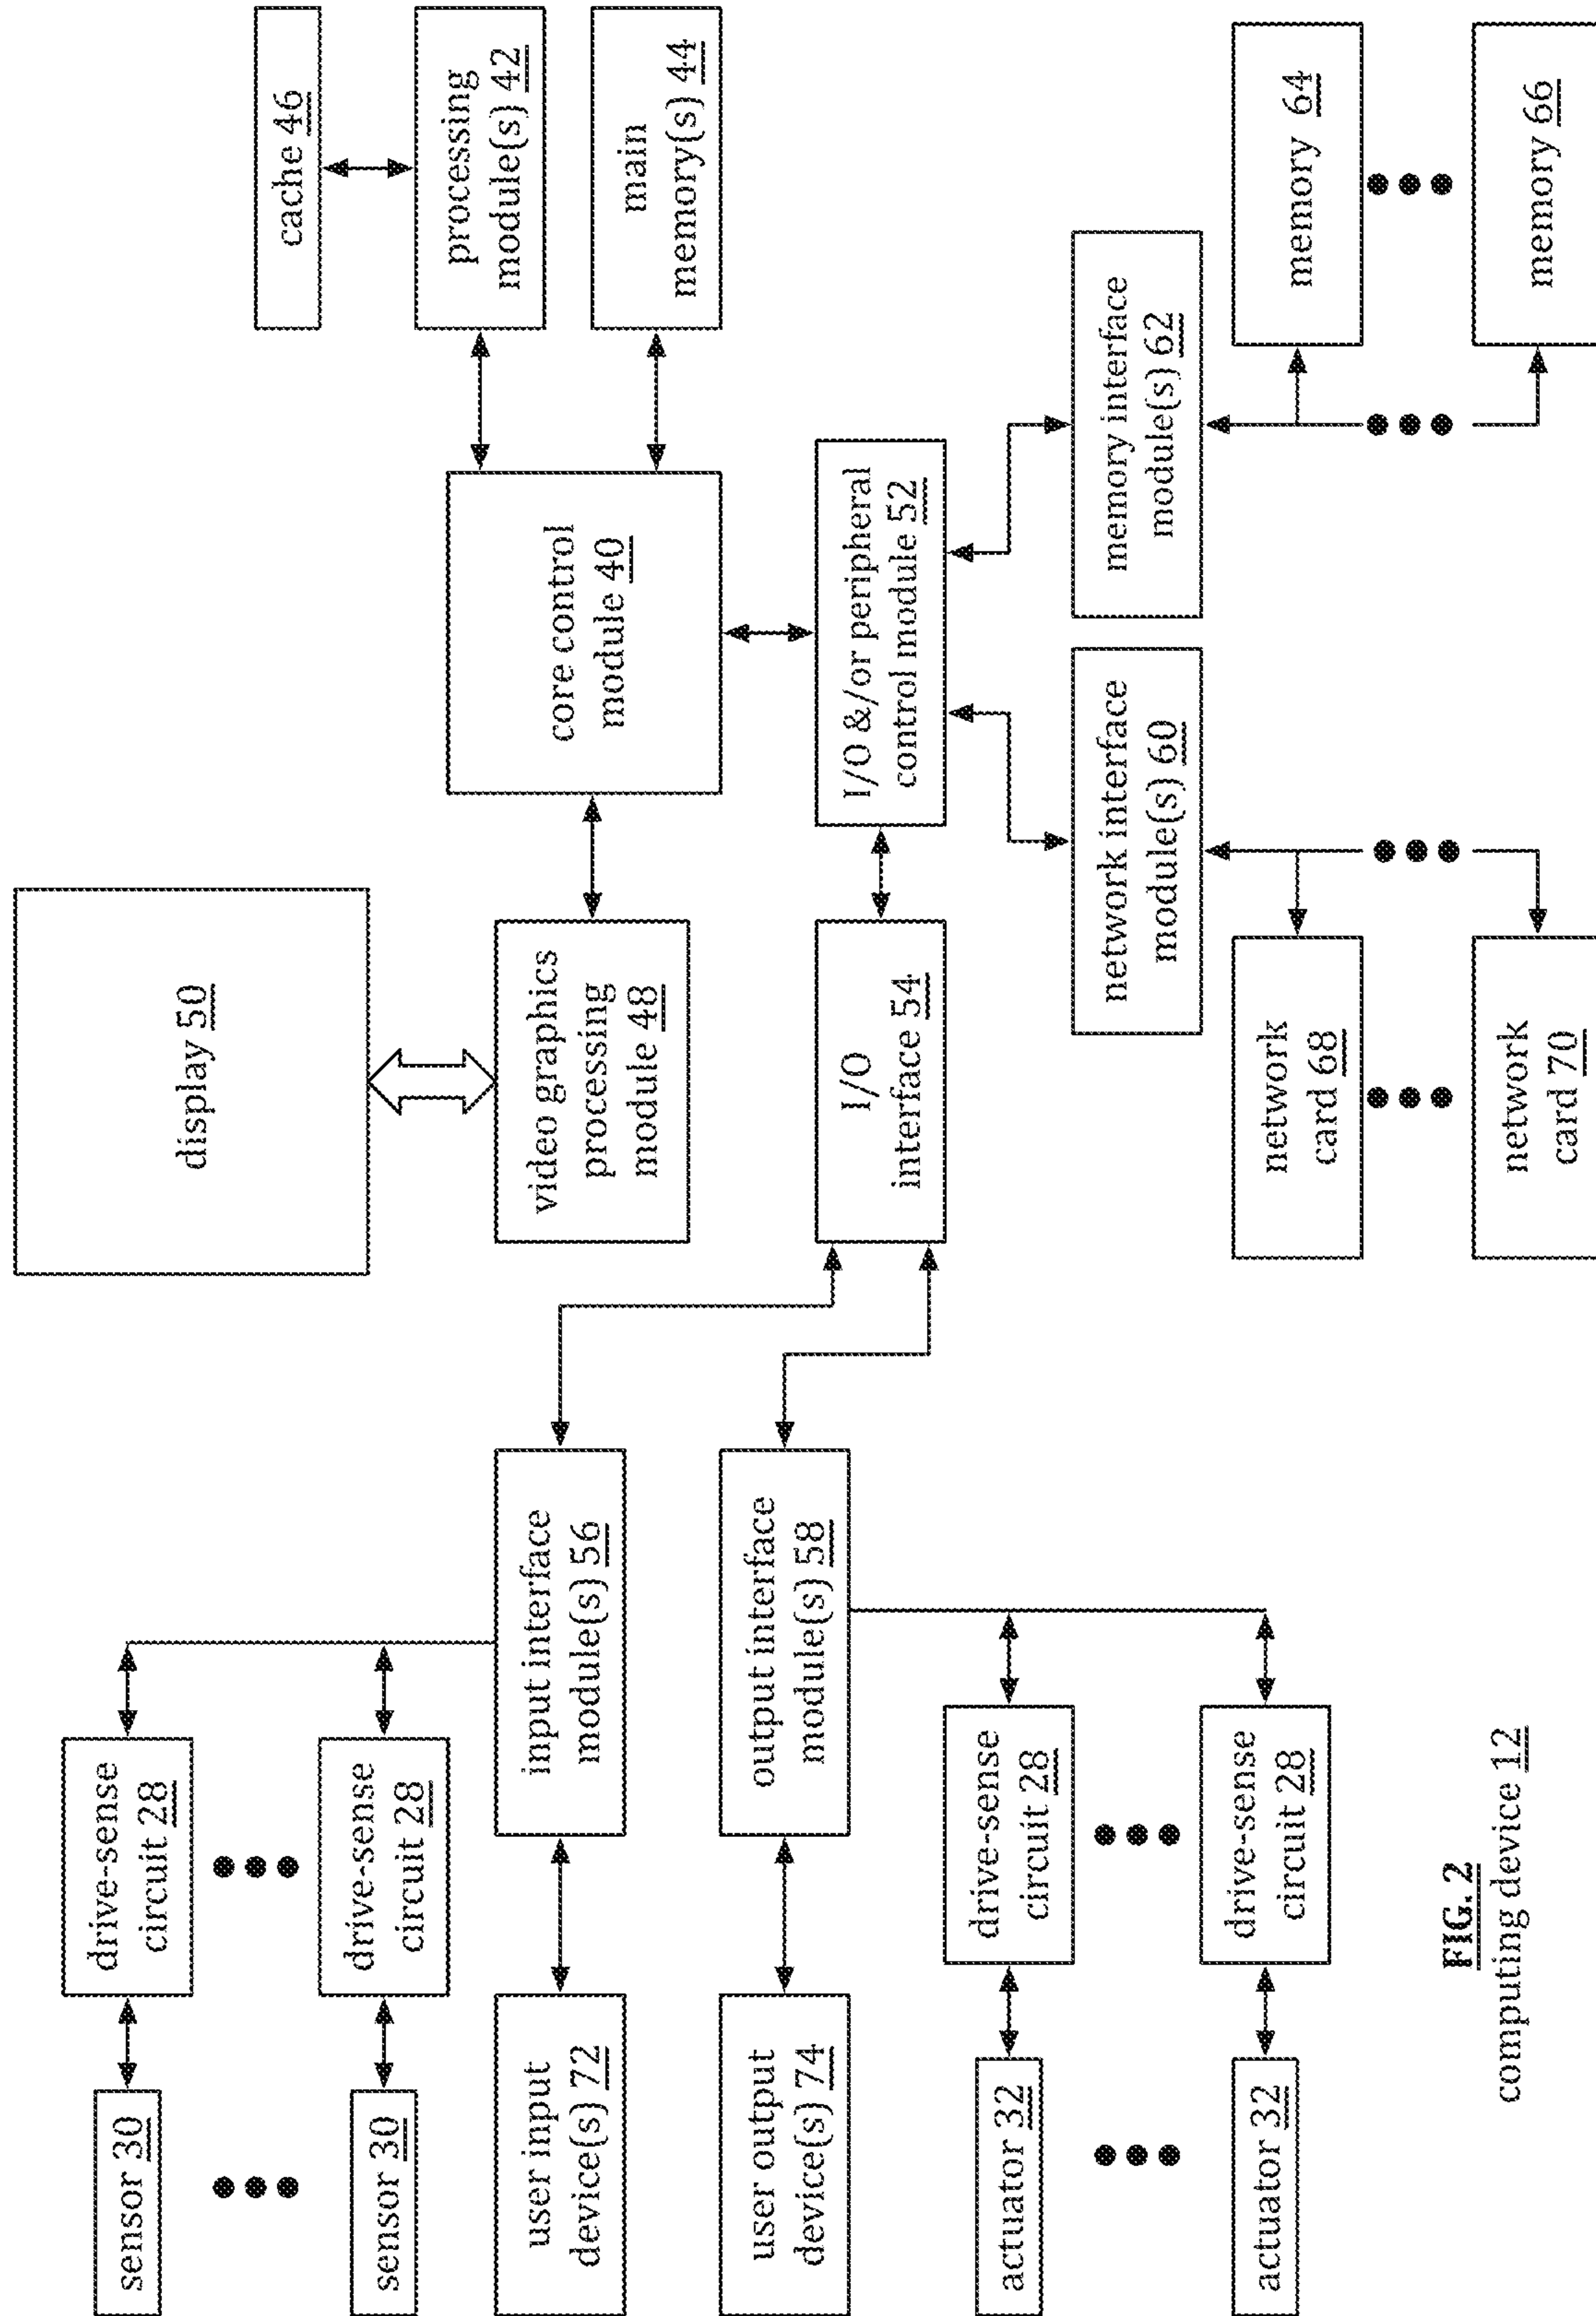 display 50
cache 46
processing
module(s) 42
main
memory(s) 44
core control
module 40
video graphics
processing
module 48
I/O &/or peripheral
control module 52
I/O
interface 54
memory interface
module(s) 62
network interface
module(s) 60
memory 64
memory 66
network
card 68
network
card 70
sensor 30
drive-sense
circuit 28
sensor 30
drive-sense
circuit 28
user input
device(s) 72
input interface
module(s) 56
user output
device(s) 74
output interface
module(s) 58
actuator 32
drive-sense
circuit 28
actuator 32
drive-sense
circuit 28
FIG. 2
computing device 12